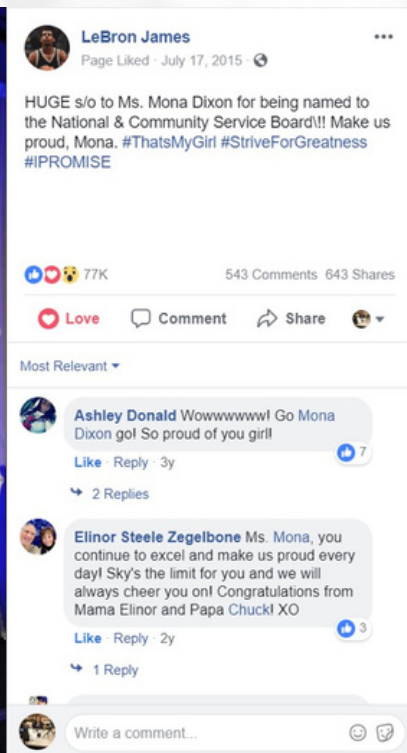 LeBron James
Page Liked · July 17, 2015 ·
HUGE s/o to Ms. Mona Dixon for being named to
the National & Community Service Board\!! Make us
proud, Mona. #ThatsMyGirl #StriveForGreatness
#IPROMISE
77K 543 Comments 643 Shares
Love Comment Share
Most Relevant
Ashley Donald Wowwwwww! Go Mona
Dixon go! So proud of you girl!
7
Like · Reply · 3y
2 Replies
Elinor Steele Zegelbone Ms. Mona, you
continue to excel and make us proud every
day! Sky's the limit for you and we will
always cheer you on! Congratulations from
Mama Elinor and Papa Chuck! XO
3
Like · Reply · 2y
1 Reply
Write a comment...